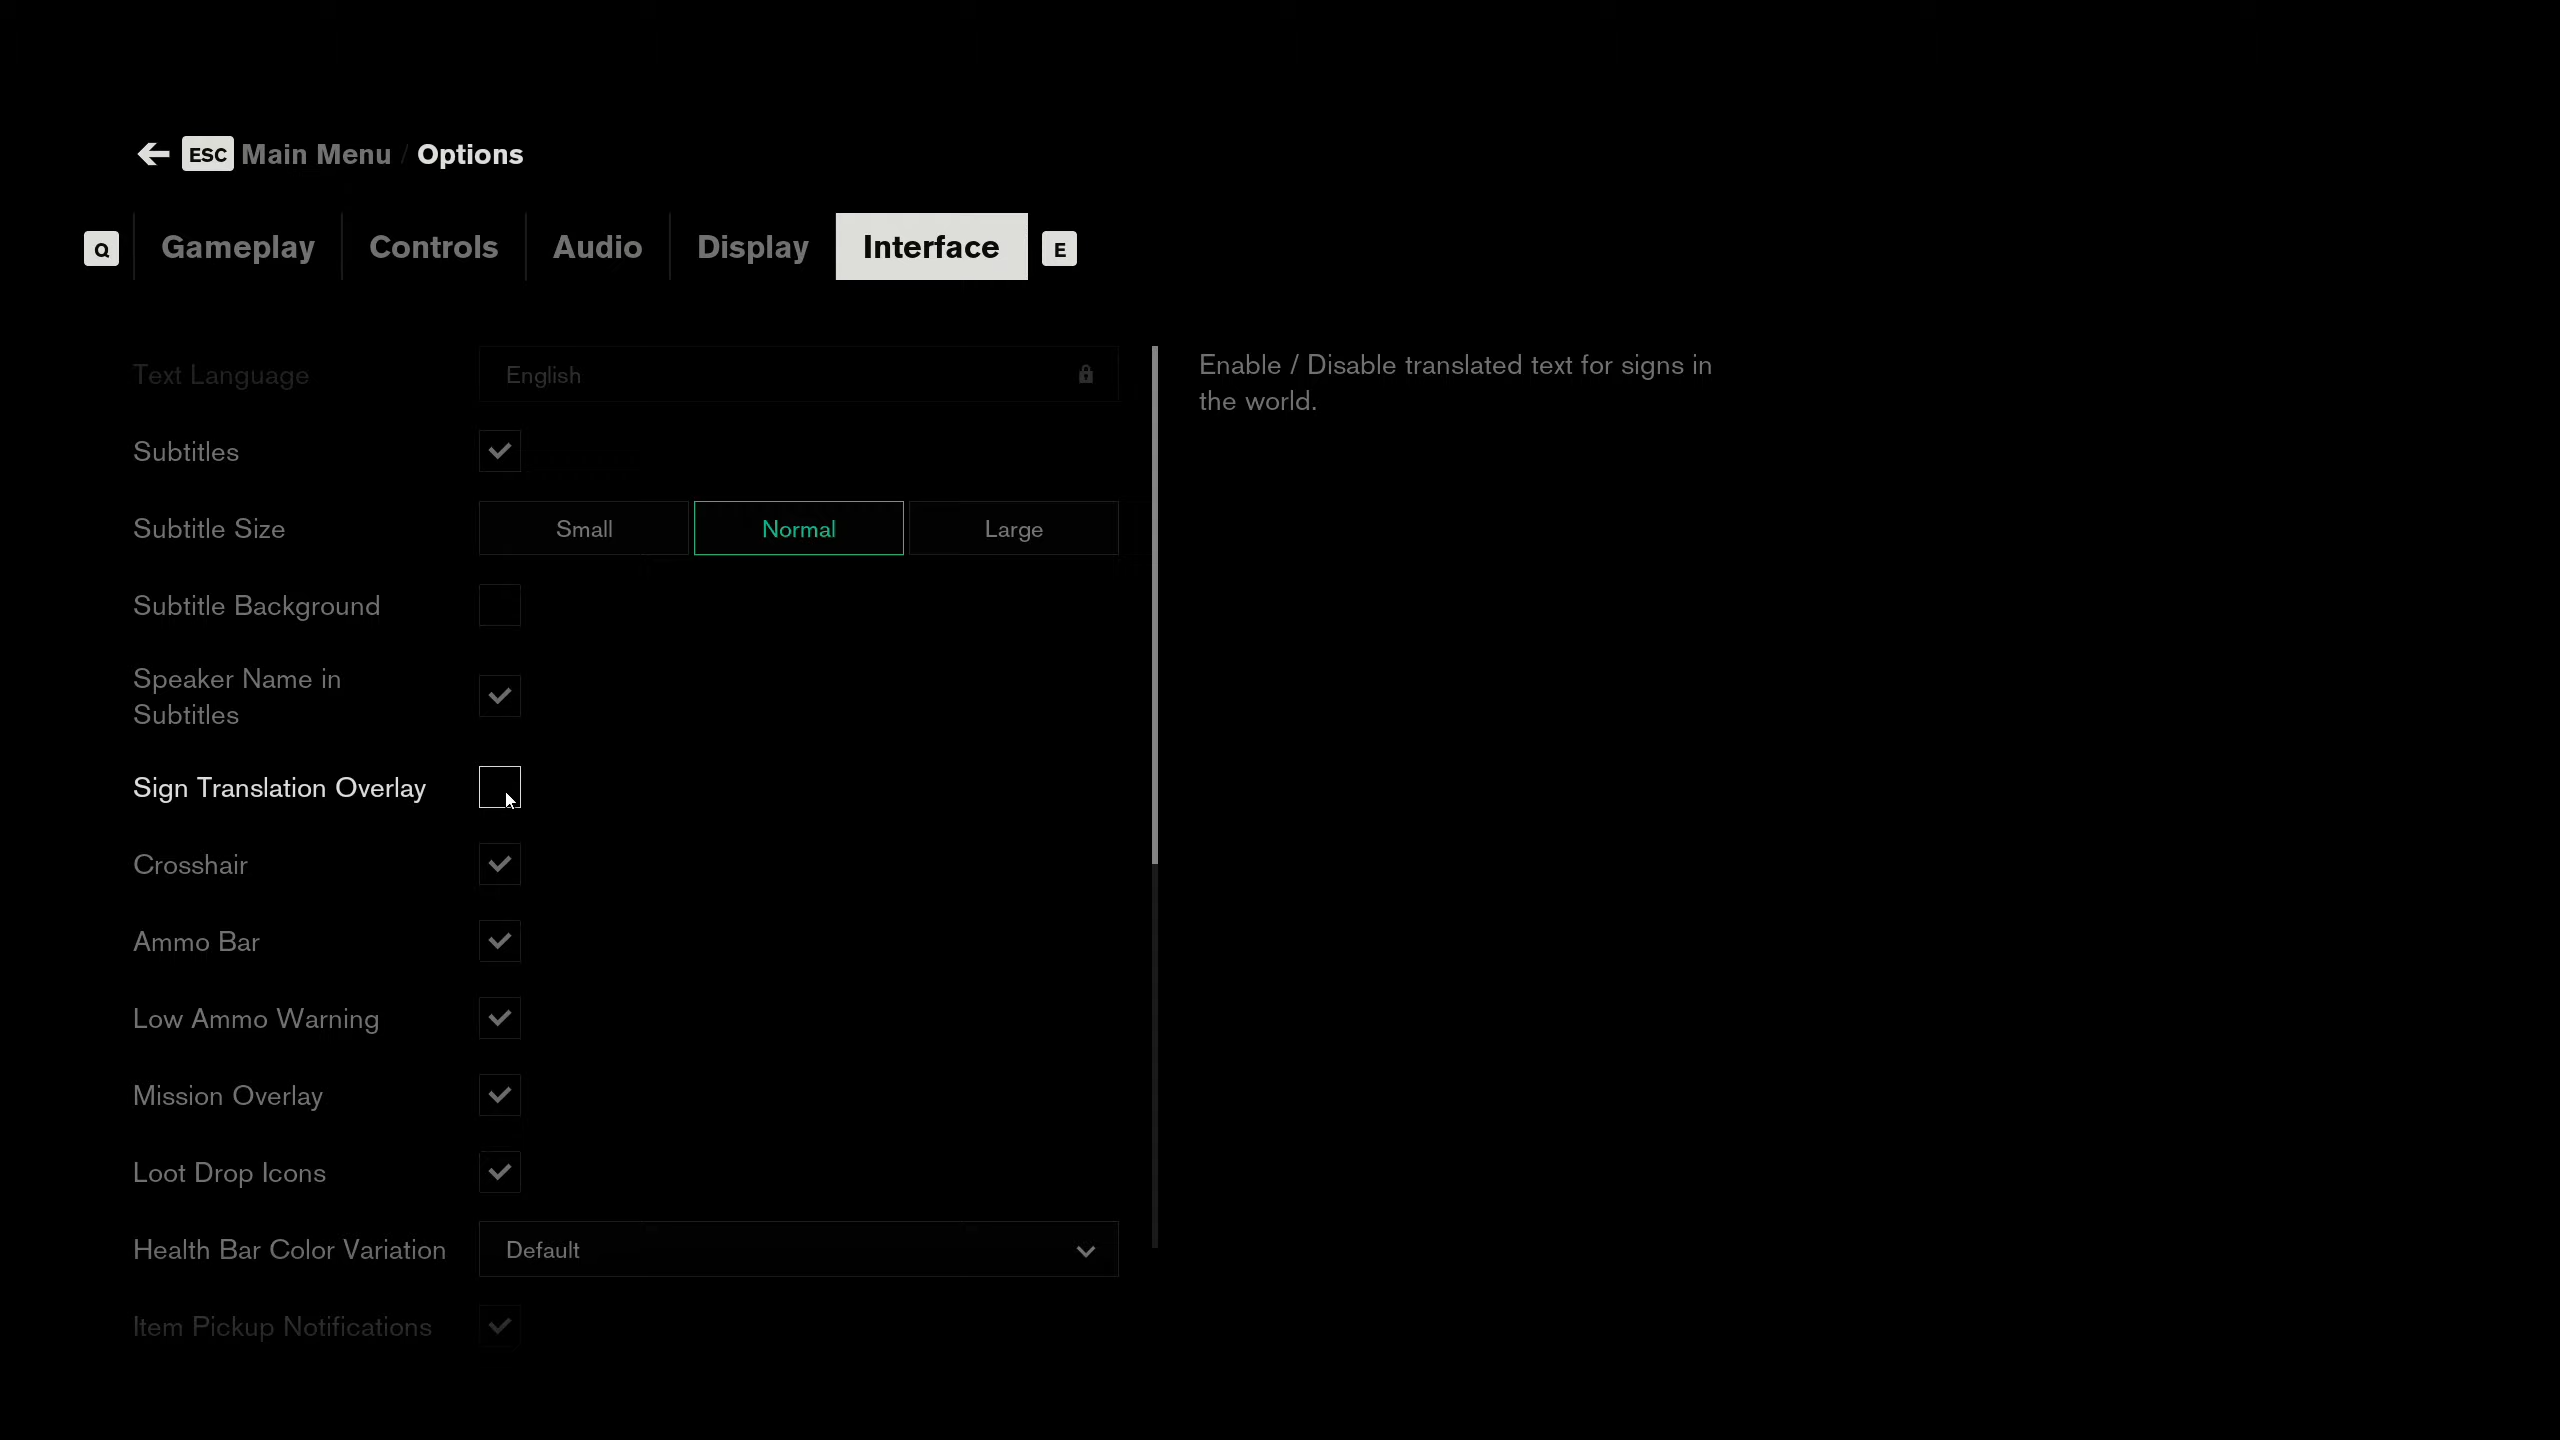 ESC Main Menu / Options
Q Gameplay Controls Audio Display Interface E
Text Language English
Enable / Disable translated text for signs in
the world.
Subtitles
Subtitle Size Small Normal Large
Subtitle Background
Speaker Name in
Subtitles
Sign Translation Overlay
Crosshair
Ammo Bar
Low Ammo Warning
Mission Overlay
Loot Drop Icons
Health Bar Color Variation Default
Item Pickup Notifications